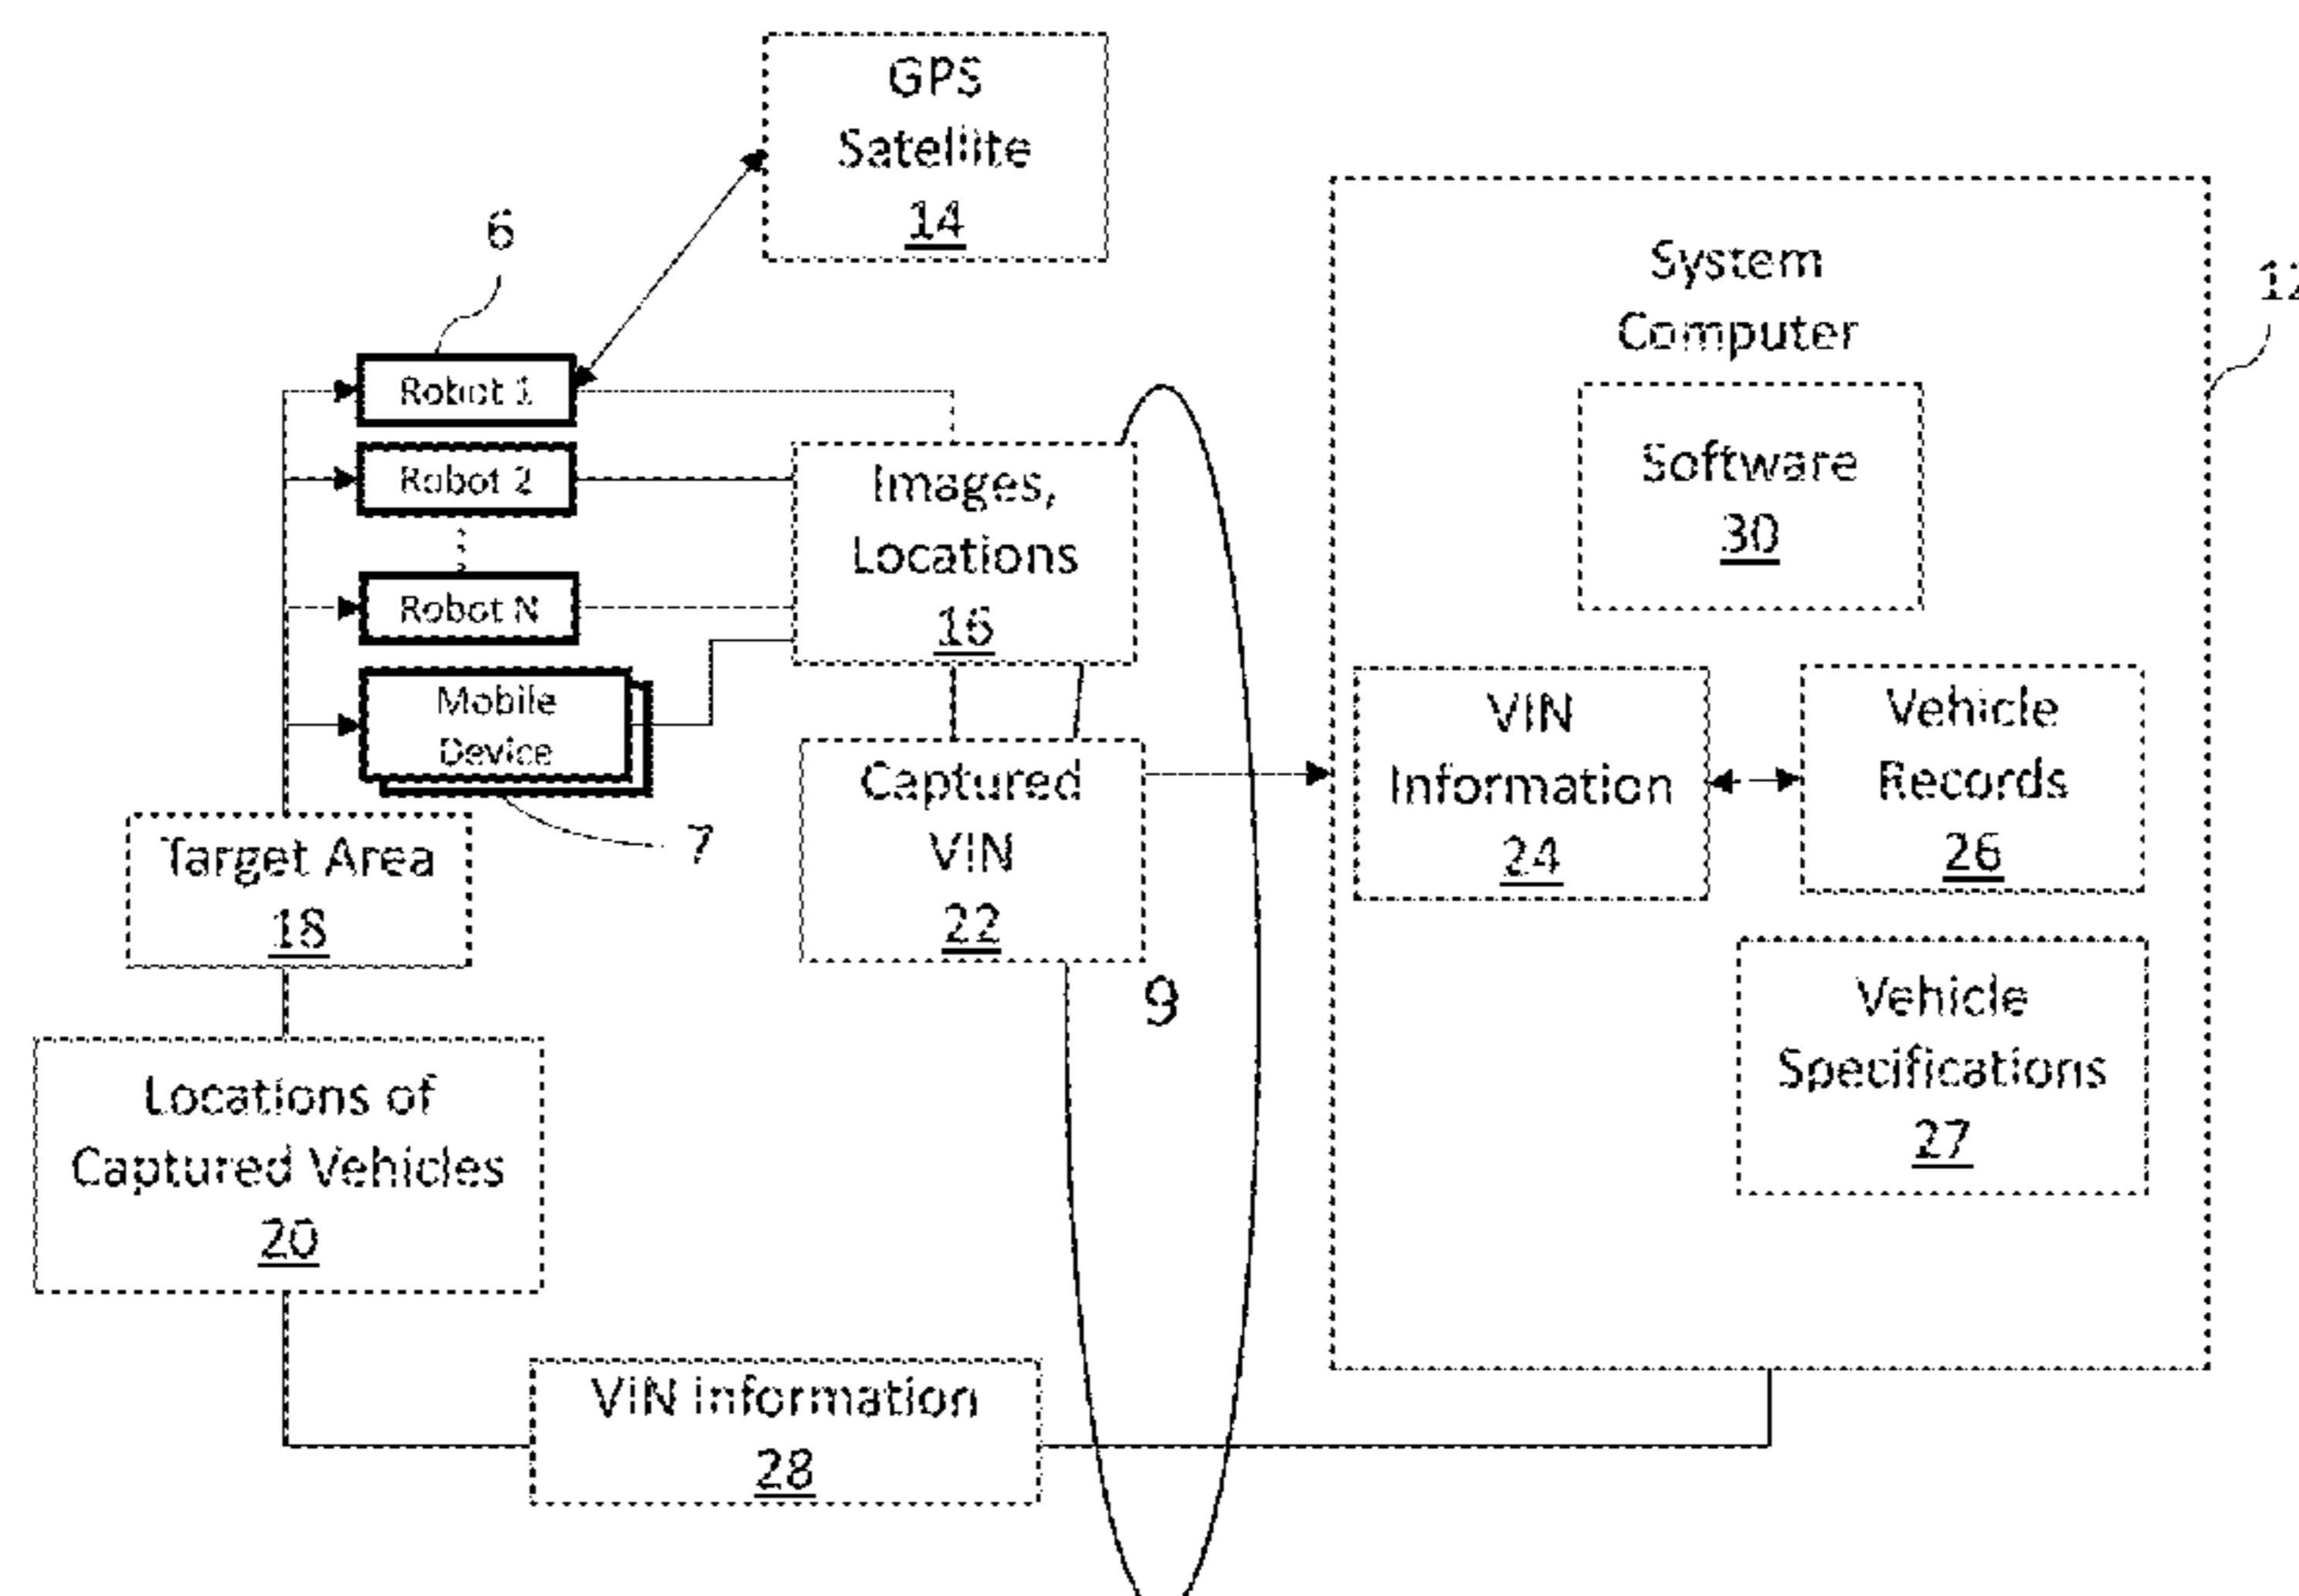 GPS
Satellite
14
6
Robot 1
Robot 2
Robot N
Mobile
Device
7
Images,
Locations
16
Captured
VIN
22
9
Target Area
18
Locations of
Captured Vehicles
20
VIN Information
28
System
Computer
12
Software
30
VIN
Information
24
Vehicle
Records
26
Vehicle
Specifications
27